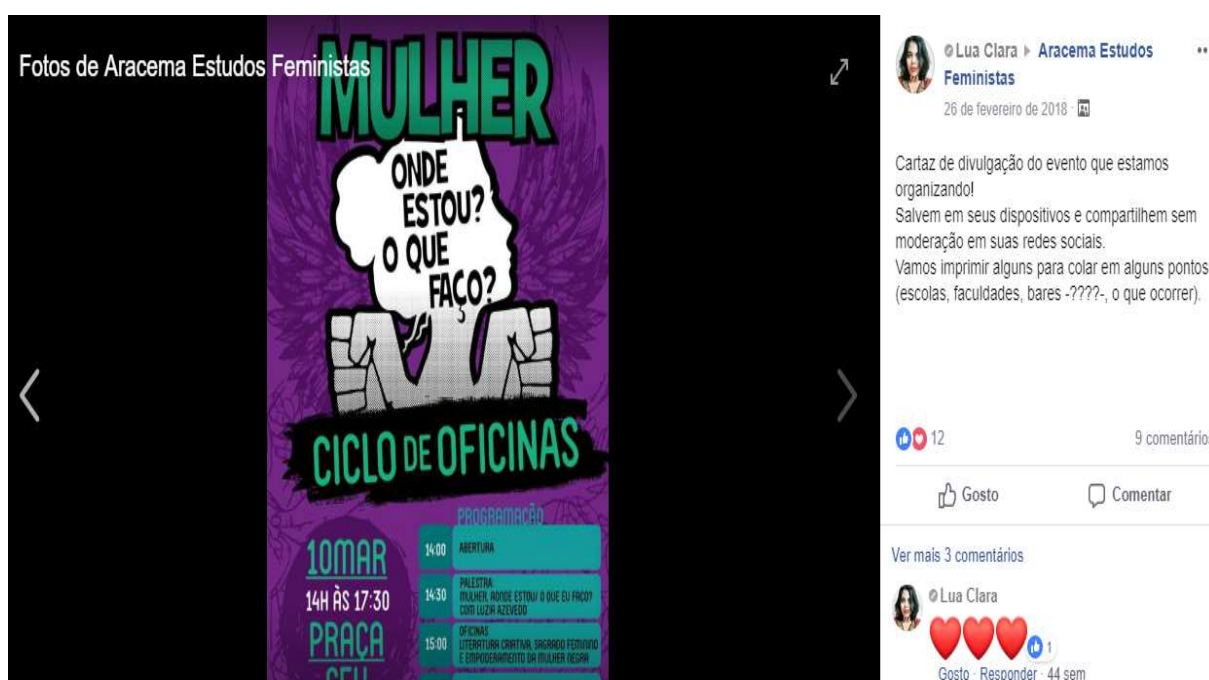 Fotos de Aracema Estudos Feministas
MULHER
ONDE
ESTOU?
O QUE
FAÇO?
CICLO DE OFICINAS
10MAR
14H ÀS 17:30
PRAÇA
CEU
PROGRAMAÇÃO
14:00 ABERTURA
14:30 PALESTRA:
MULHER, AONDE ESTOU? O QUE EU FAÇO?
COM LUZIA AZEVEDO
15:00 OFICINAS
LITERATURA CRIATIVA, SAGRADO FEMININO
E EMPODERAMENTO DA MULHER NEGRA
Lua Clara ▸ Aracema Estudos
Feministas
26 de fevereiro de 2018 ·
Cartaz de divulgação do evento que estamos
organizando!
Salvem em seus dispositivos e compartilhem sem
moderação em suas redes sociais.
Vamos imprimir alguns para colar em alguns pontos
(escolas, faculdades, bares -????-, o que ocorrer).
12
9 comentários
Gosto
Comentar
Ver mais 3 comentários
Lua Clara
1
Gosto · Responder · 44 sem